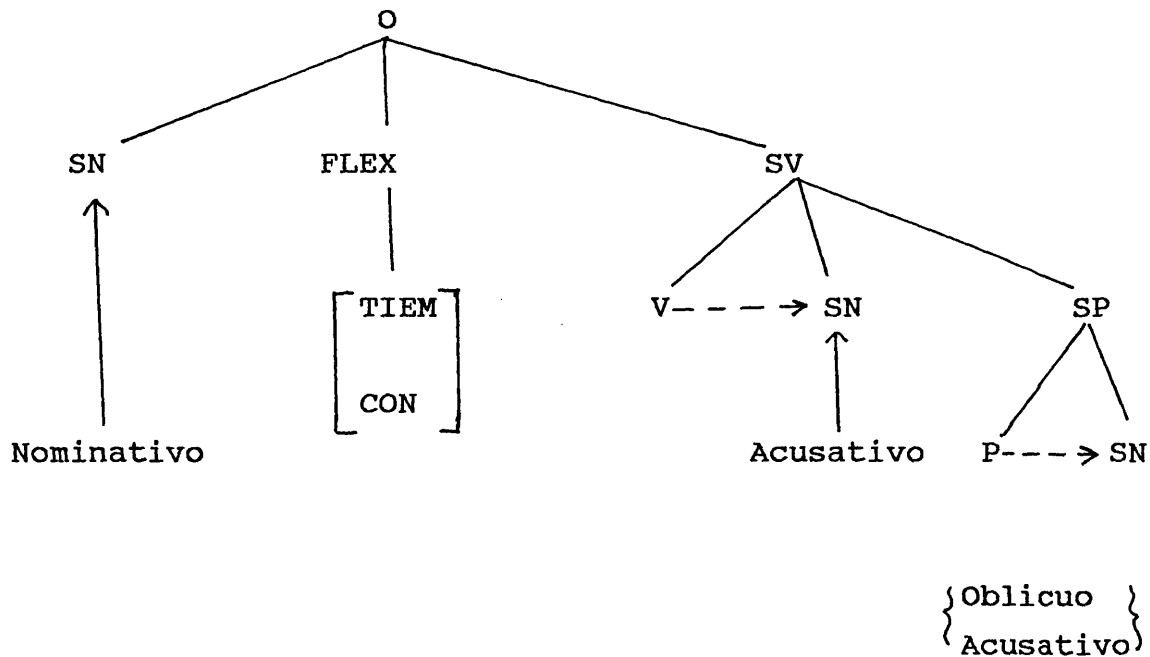 O
SN FLEX SV
TIEM V SN SP
CON
Nominativo Acusativo P SN
Oblicuo
Acusativo